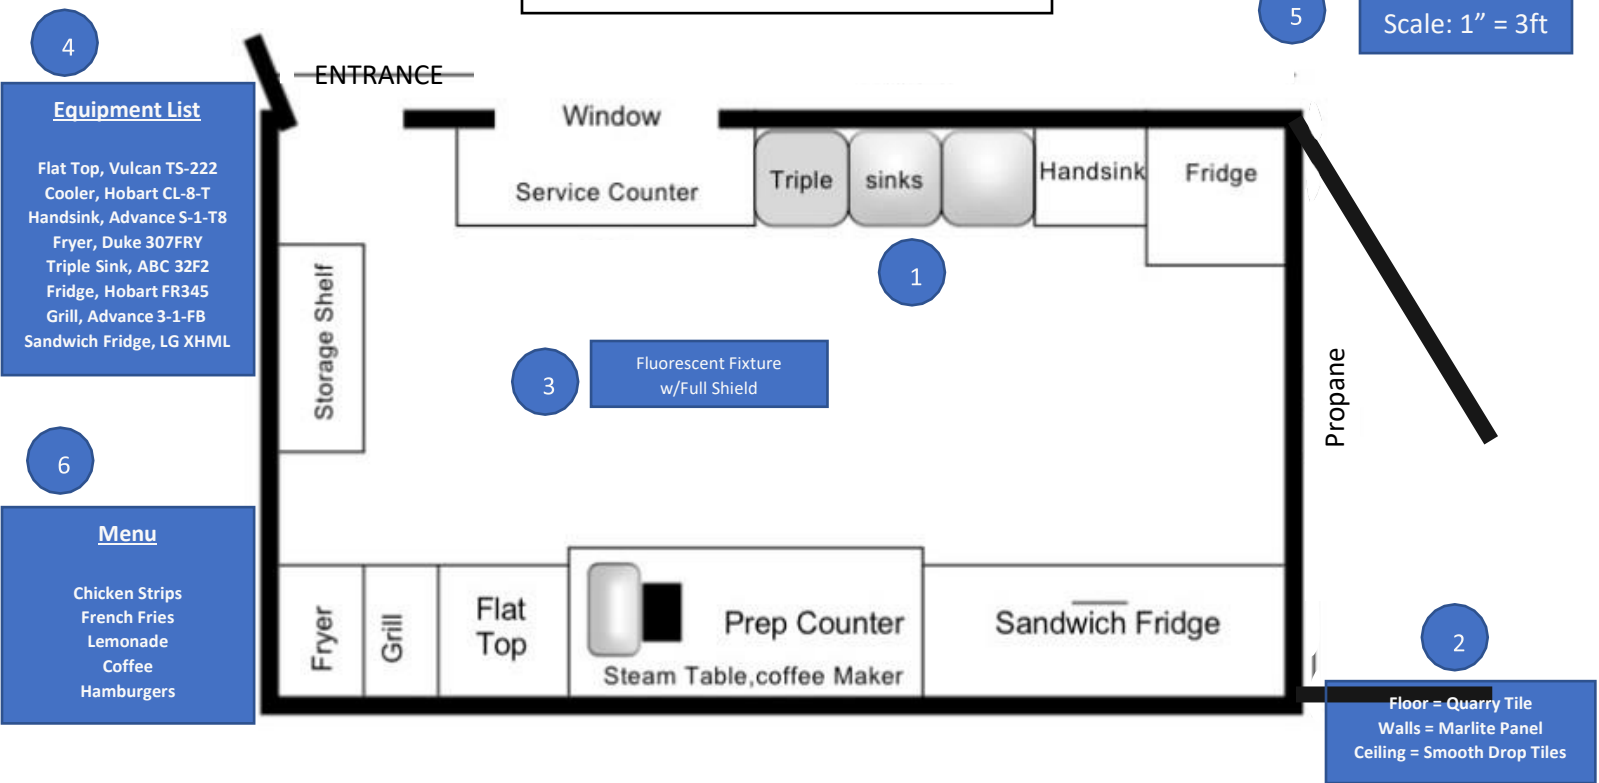 4
5
Scale: 1” = 3ft
ENTRANCE
Equipment List
Flat Top, Vulcan TS-222
Cooler, Hobart CL-8-T
Handsink, Advance S-1-T8
Fryer, Duke 307FRY
Triple Sink, ABC 32F2
Fridge, Hobart FR345
Grill, Advance 3-1-FB
Sandwich Fridge, LG XHML
Window
Service Counter
Triple
sinks
Handsink
Fridge
1
Storage Shelf
3
Fluorescent Fixture
w/Full Shield
Propane
6
Menu
Chicken Strips
French Fries
Lemonade
Coffee
Hamburgers
Fryer
Grill
Flat
Top
Prep Counter
Steam Table,coffee Maker
Sandwich Fridge
2
Floor = Quarry Tile
Walls = Marlite Panel
Ceiling = Smooth Drop Tiles